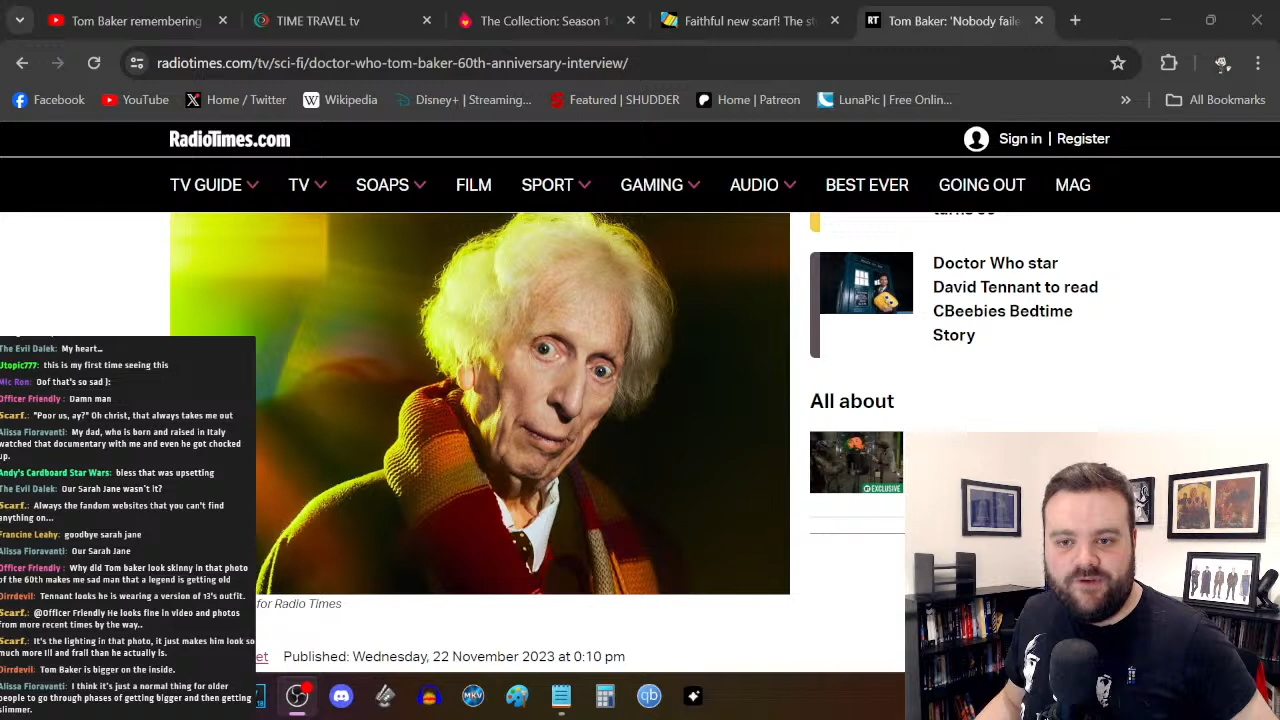 Tom Baker remembering
TIME TRAVEL tv
The Collection: Season 1
Faithful new scarf! The st
RT
Tom Baker: 'Nobody faile
radiotimes.com/tv/sci-fi/doctor-who-tom-baker-60th-anniversary-interview/
Facebook
YouTube
Home / Twitter
Wikipedia
Disney+ | Streaming...
Featured | SHUDDER
Home | Patreon
LunaPic | Free Onlin...
All Bookmarks
RadioTimes.com
Sign in | Register
TV GUIDE
TV
SOAPS
FILM
SPORT
GAMING
AUDIO
BEST EVER
GOING OUT
MAG
Doctor Who star
David Tennant to read
CBeebies Bedtime
Story
All about
EXCLUSIVE
The Evil Dalek: My heart...
Utopic777: this is my first time seeing this
Mic Ron: Oof that's so sad ):
Officer Friendly : Damn man
Scarf.: "Poor us, ay?" Oh christ, that always takes me out
Alissa Fioravanti: My dad, who is born and raised in Italy
watched that documentary with me and even he got chocked
up.
Andy's Cardboard Star Wars: bless that was upsetting
The Evil Dalek: Our Sarah Jane wasn't it?
Scarf.: Always the fandom websites that you can't find
anything on...
Francine Leahy: goodbye sarah jane
Alissa Fioravanti: Our Sarah Jane
Officer Friendly : Why did Tom baker look skinny in that photo
of the 60th makes me sad man that a legend is getting old
Dirrdevil: Tennant looks he is wearing a version of 13's outfit.
Scarf.: @Officer Friendly He looks fine in video and photos
from more recent times by the way..
Scarf.: It's the lighting in that photo, it just makes him look so
much more ill and frail than he actually is.
Dirrdevil: Tom Baker is bigger on the inside.
Alissa Fioravanti: I think it's just a normal thing for older
people to go through phases of getting bigger and then getting
slimmer.
for Radio Times
et
Published: Wednesday, 22 November 2023 at 0:10 pm
MKV
qb